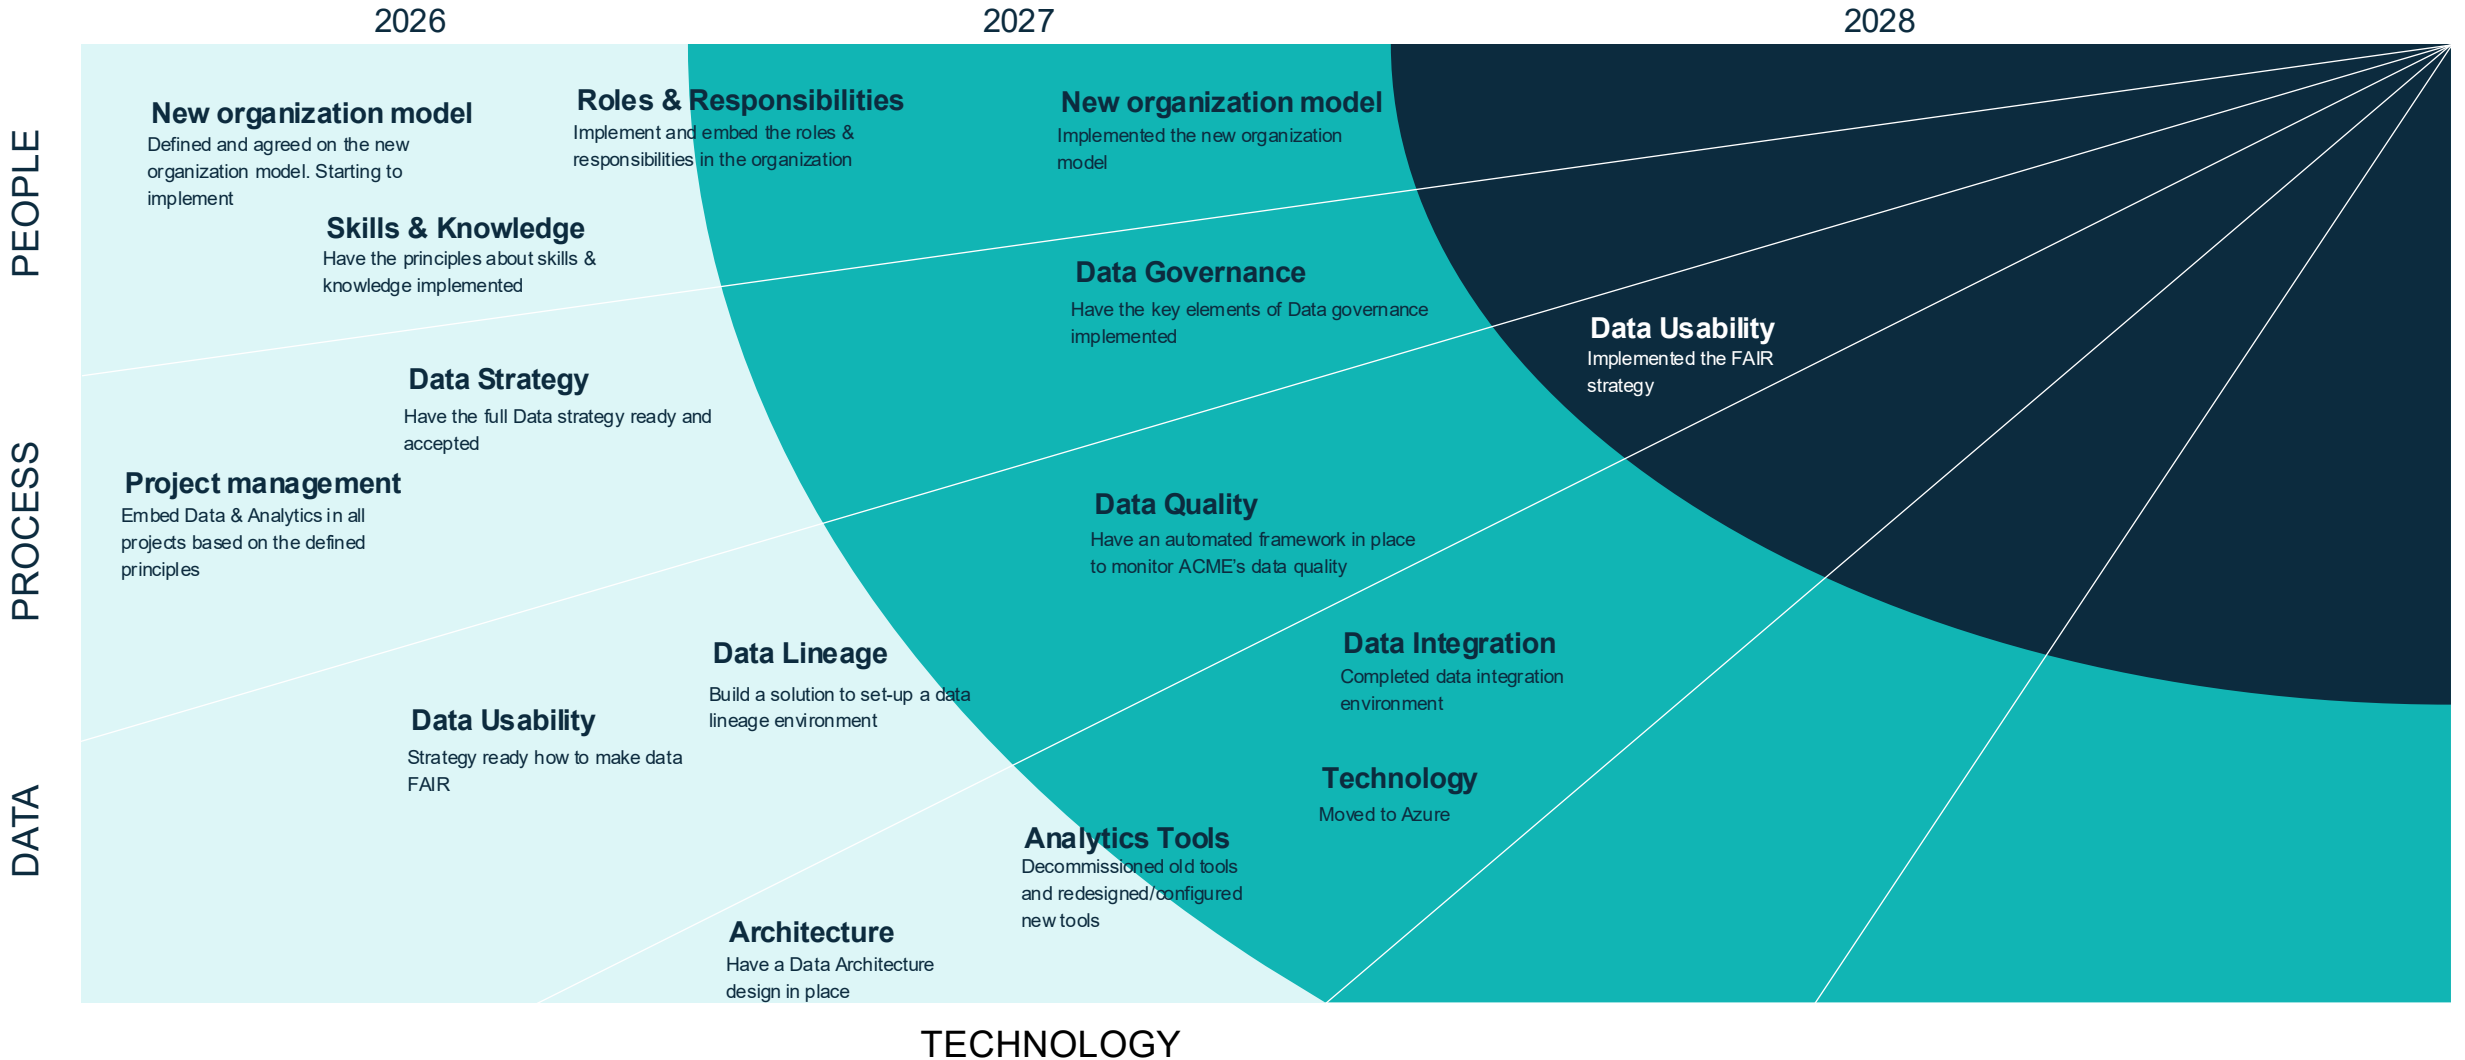 2026
2027
2028
PEOPLE
New organization model
Defined and agreed on the new
organization model. Starting to
implement
Roles & Responsibilities
Implement and embed the roles &
responsibilities in the organization
New organization model
Implemented the new organization
model
Skills & Knowledge
Have the principles about skills &
knowledge implemented
PROCESS
Data Strategy
Have the full Data strategy ready and
accepted
Data Governance
Have the key elements of Data governance
implemented
Project management
Embed Data & Analytics in all
projects based on the defined
principles
DATA
Data Usability
Implemented the FAIR
strategy
Data Quality
Have an automated framework in place
to monitor ACME’s data quality
Data Lineage
Build a solution to set-up a data
lineage environment
Data Usability
Strategy ready how to make data
FAIR
Data Integration
Completed data integration
environment
Technology
Moved to Azure
Analytics Tools
Decommissioned old tools
and redesigned/configured
new tools
Architecture
Have a Data Architecture
design in place
TECHNOLOGY